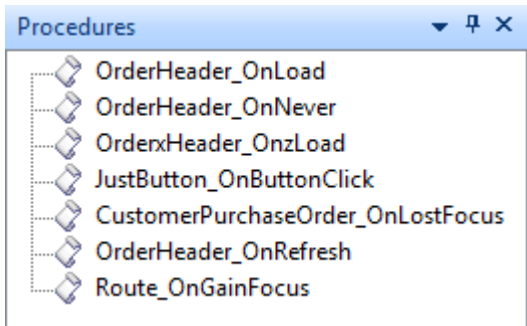 Procedures
OrderHeader_OnLoad
OrderHeader_OnNever
OrderxHeader_OnzLoad
JustButton_OnButtonClick
CustomerPurchaseOrder_OnLostFocus
OrderHeader_OnRefresh
Route_OnGainFocus